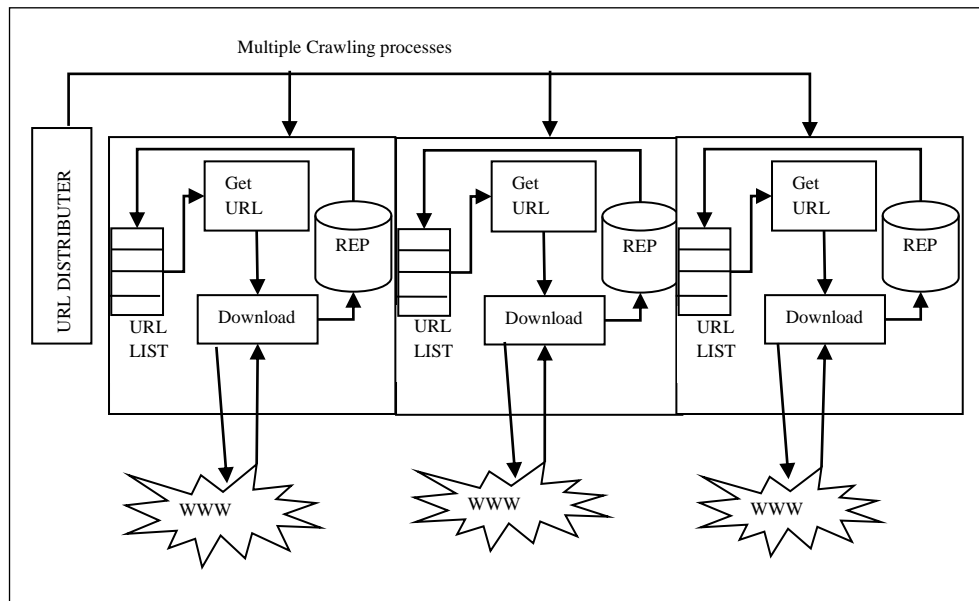 Multiple Crawling processes
URL DISTRIBUTER
Get
URL
REP
Download
URL
LIST
WWW
Get
URL
REP
Download
URL
LIST
WWW
Get
URL
REP
Download
URL
LIST
WWW